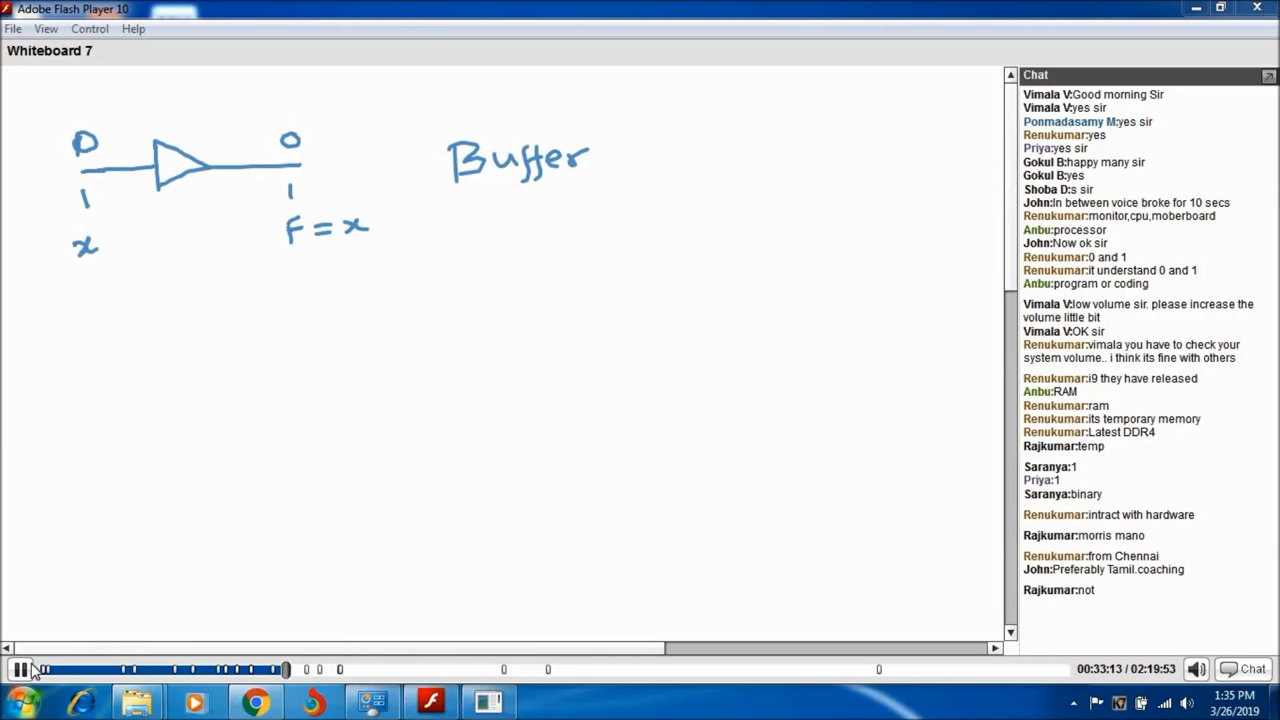 Adobe Flash Player 10
File View Control Help
Whiteboard 7
0 0
Buffer
1 1
x F = x
Chat
Vimala V:Good morning Sir
Vimala V:yes sir
Ponmadasamy M:yes sir
Renukumar:yes
Priya:yes sir
Gokul B:happy many sir
Gokul B:yes
Shoba D:s sir
John:In between voice broke for 10 secs
Renukumar:monitor,cpu,moberboard
Anbu:processor
John:Now ok sir
Renukumar:0 and 1
Renukumar:it understand 0 and 1
Anbu:program or coding
Vimala V:low volume sir. please increase the
volume little bit
Vimala V:OK sir
Renukumar:vimala you have to check your
system volume.. i think its fine with others
Renukumar:i9 they have released
Anbu:RAM
Renukumar:ram
Renukumar:its temporary memory
Renukumar:Latest DDR4
Rajkumar:temp
Saranya:1
Priya:1
Saranya:binary
Renukumar:intract with hardware
Rajkumar:morris mano
Renukumar:from Chennai
John:Preferably Tamil.coaching
Rajkumar:not
00:33:13 / 02:19:53 Chat
1:35 PM
3/26/2019